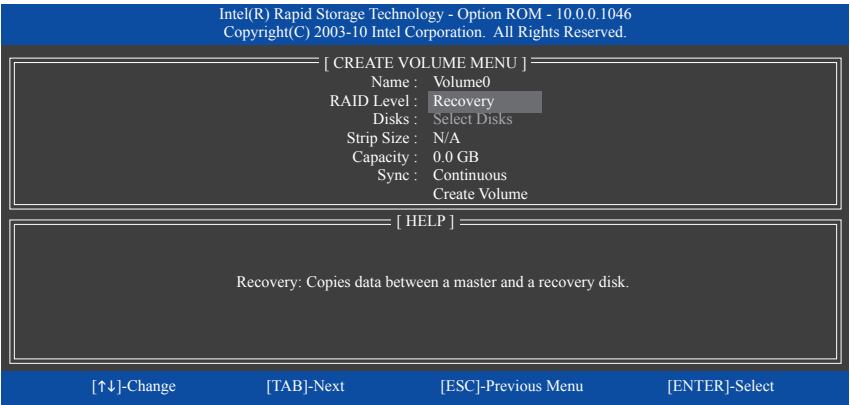 Intel(R) Rapid Storage Technology - Option ROM - 10.0.0.1046
Copyright(C) 2003-10 Intel Corporation. All Rights Reserved.
[ CREATE VOLUME MENU ]
Name : Volume0
RAID Level : Recovery
Disks : Select Disks
Strip Size : N/A
Capacity : 0.0 GB
Sync : Continuous
Create Volume
[ HELP ]
Recovery: Copies data between a master and a recovery disk.
[↑↓]-Change [TAB]-Next [ESC]-Previous Menu [ENTER]-Select